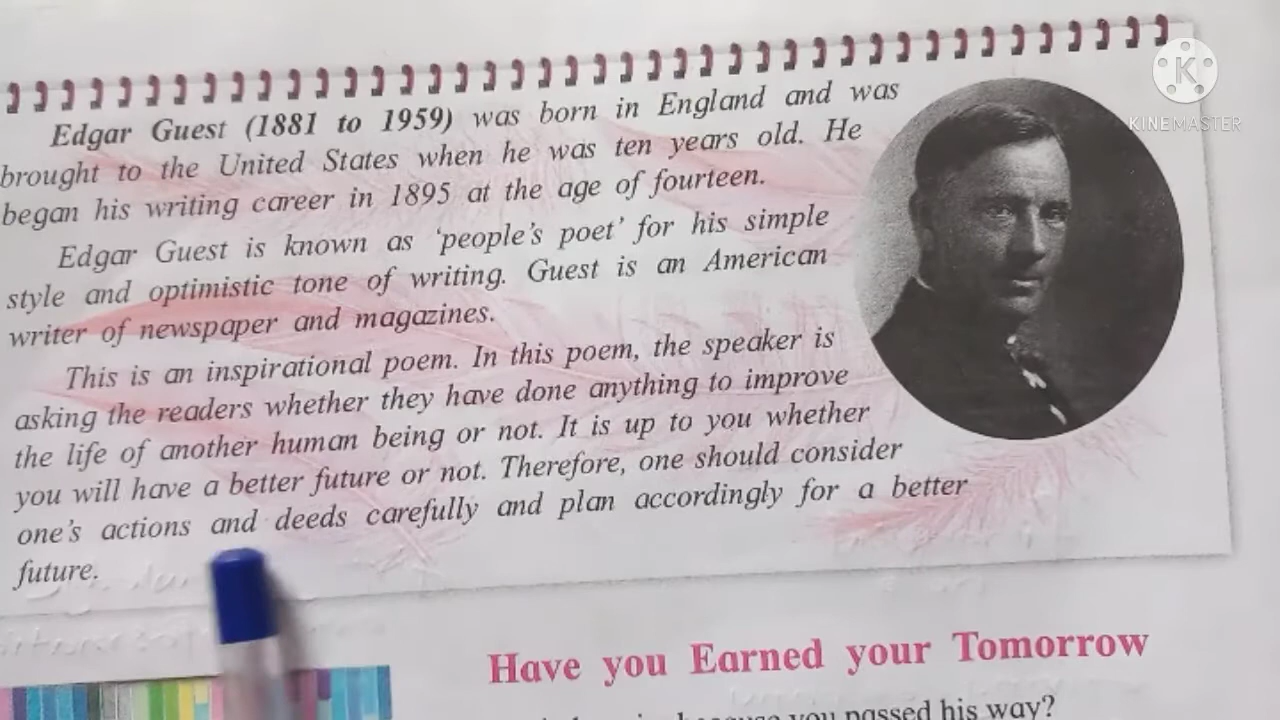 Edgar Guest (1881 to 1959) was born in England and was
brought to the United States when he was ten years old. He
began his writing career in 1895 at the age of fourteen.
Edgar Guest is known as ‘people’s poet’ for his simple
style and optimistic tone of writing. Guest is an American
writer of newspaper and magazines.
This is an inspirational poem. In this poem, the speaker is
asking the readers whether they have done anything to improve
the life of another human being or not. It is up to you whether
you will have a better future or not. Therefore, one should consider
one’s actions and deeds carefully and plan accordingly for a better
future.
K
KINEMASTER
Have you Earned your Tomorrow
because you passed his way?